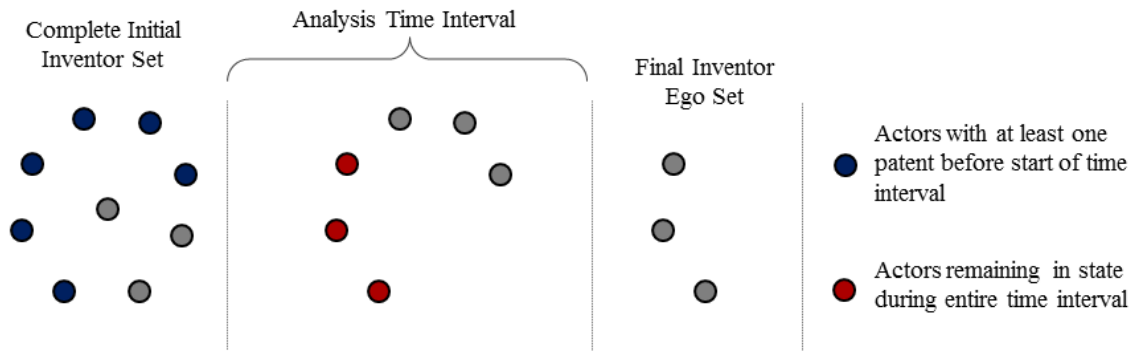 Complete Initial
Inventor Set
Analysis Time Interval
Final Inventor
Ego Set
Actors with at least one
patent before start of time
interval
Actors remaining in state
during entire time interval